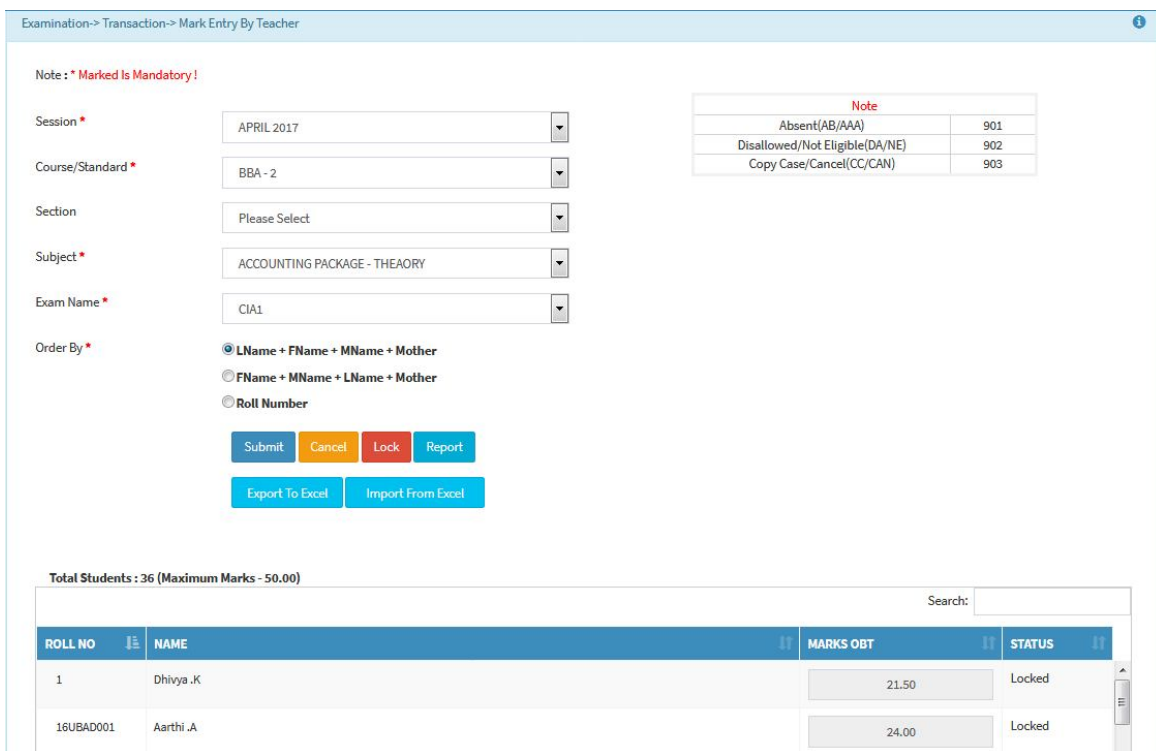 Examination-> Transaction-> Mark Entry By Teacher
Note : * Marked Is Mandatory !
Note
Absent(AB/AAA) 901
Disallowed/Not Eligible(DA/NE) 902
Copy Case/Cancel(CC/CAN) 903
Session * APRIL 2017
Course/Standard * BBA - 2
Section Please Select
Subject * ACCOUNTING PACKAGE - THEAORY
Exam Name * CIA1
Order By * LName + FName + MName + Mother
FName + MName + LName + Mother
Roll Number
Submit Cancel Lock Report
Export To Excel Import From Excel
Total Students : 36 (Maximum Marks - 50.00)
Search:
ROLL NO NAME MARKS OBT STATUS
1 Dhivya .K 21.50 Locked
16UBAD001 Aarthi .A 24.00 Locked